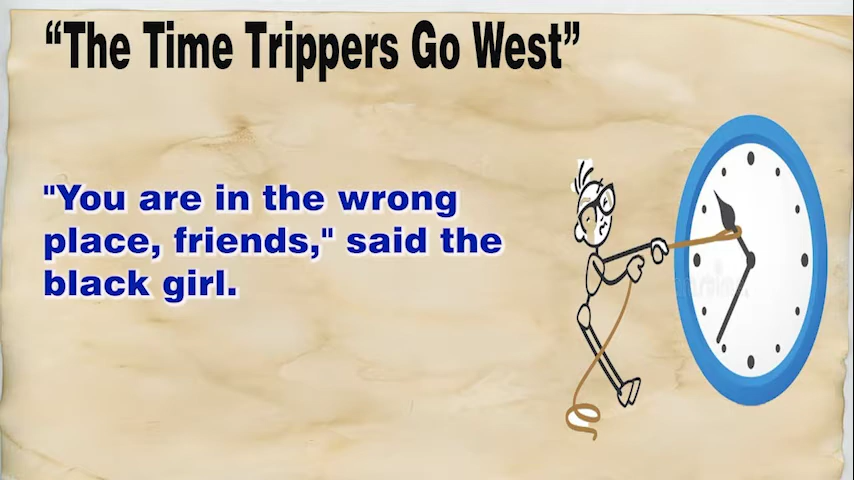 “The Time Trippers Go West”
"You are in the wrong
place, friends," said the
black girl.